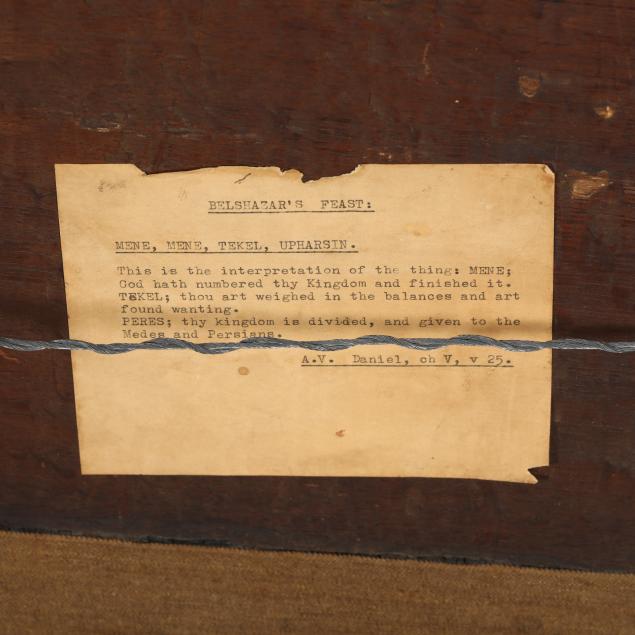 BELSHAZAR'S FEAST:
MENE, MENE, TEKEL, UPHARSIN.
This is the interpretation of the thing: MENE;
God hath numbered thy Kingdom and finished it.
TEKEL; thou art weighed in the balances and art
found wanting.
PERES; thy kingdom is divided, and given to the
Medes and Persians.
A.V. Daniel, ch V, v 25.